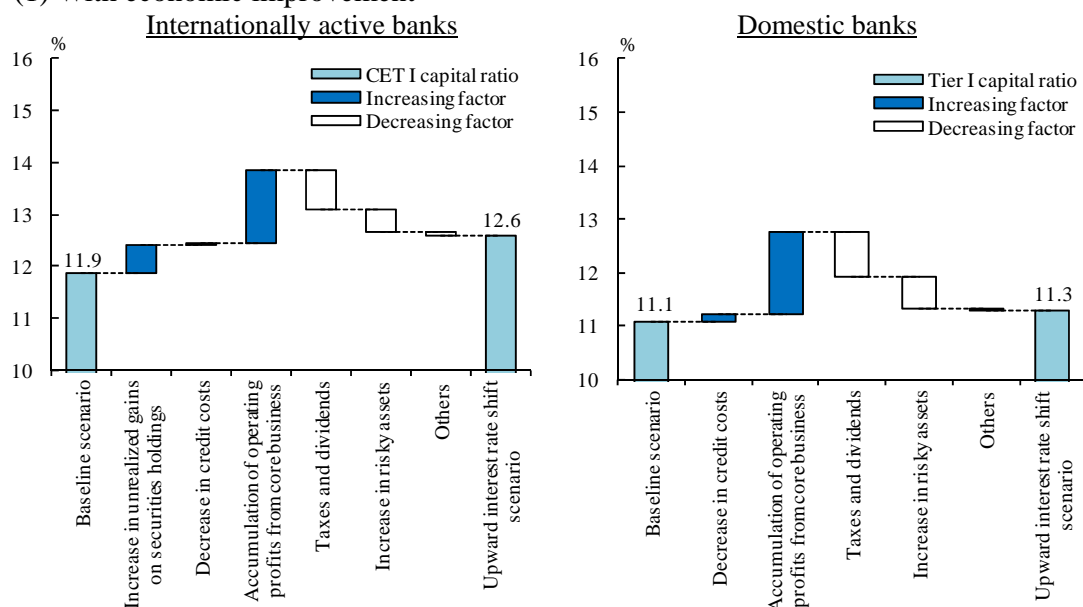 (1) With economic improvement
Internationally active banks
%
16
15
14
13
12
11
10
CET I capital ratio
Increasing factor
Decreasing factor
11.9
12.6
Baseline scenario
Increase in unrealized gains
on securities holdings
Decrease in credit costs
Accumulation of operating
profits from core business
Taxes and dividends
Increase in risky assets
Others
Upward interest rate shift
scenario
Domestic banks
%
16
15
14
13
12
11
10
Tier I capital ratio
Increasing factor
Decreasing factor
11.1
11.3
Baseline scenario
Decrease in credit costs
Accumulation of operating
profits from core business
Taxes and dividends
Increase in risky assets
Others
Upward interest rate shift
scenario